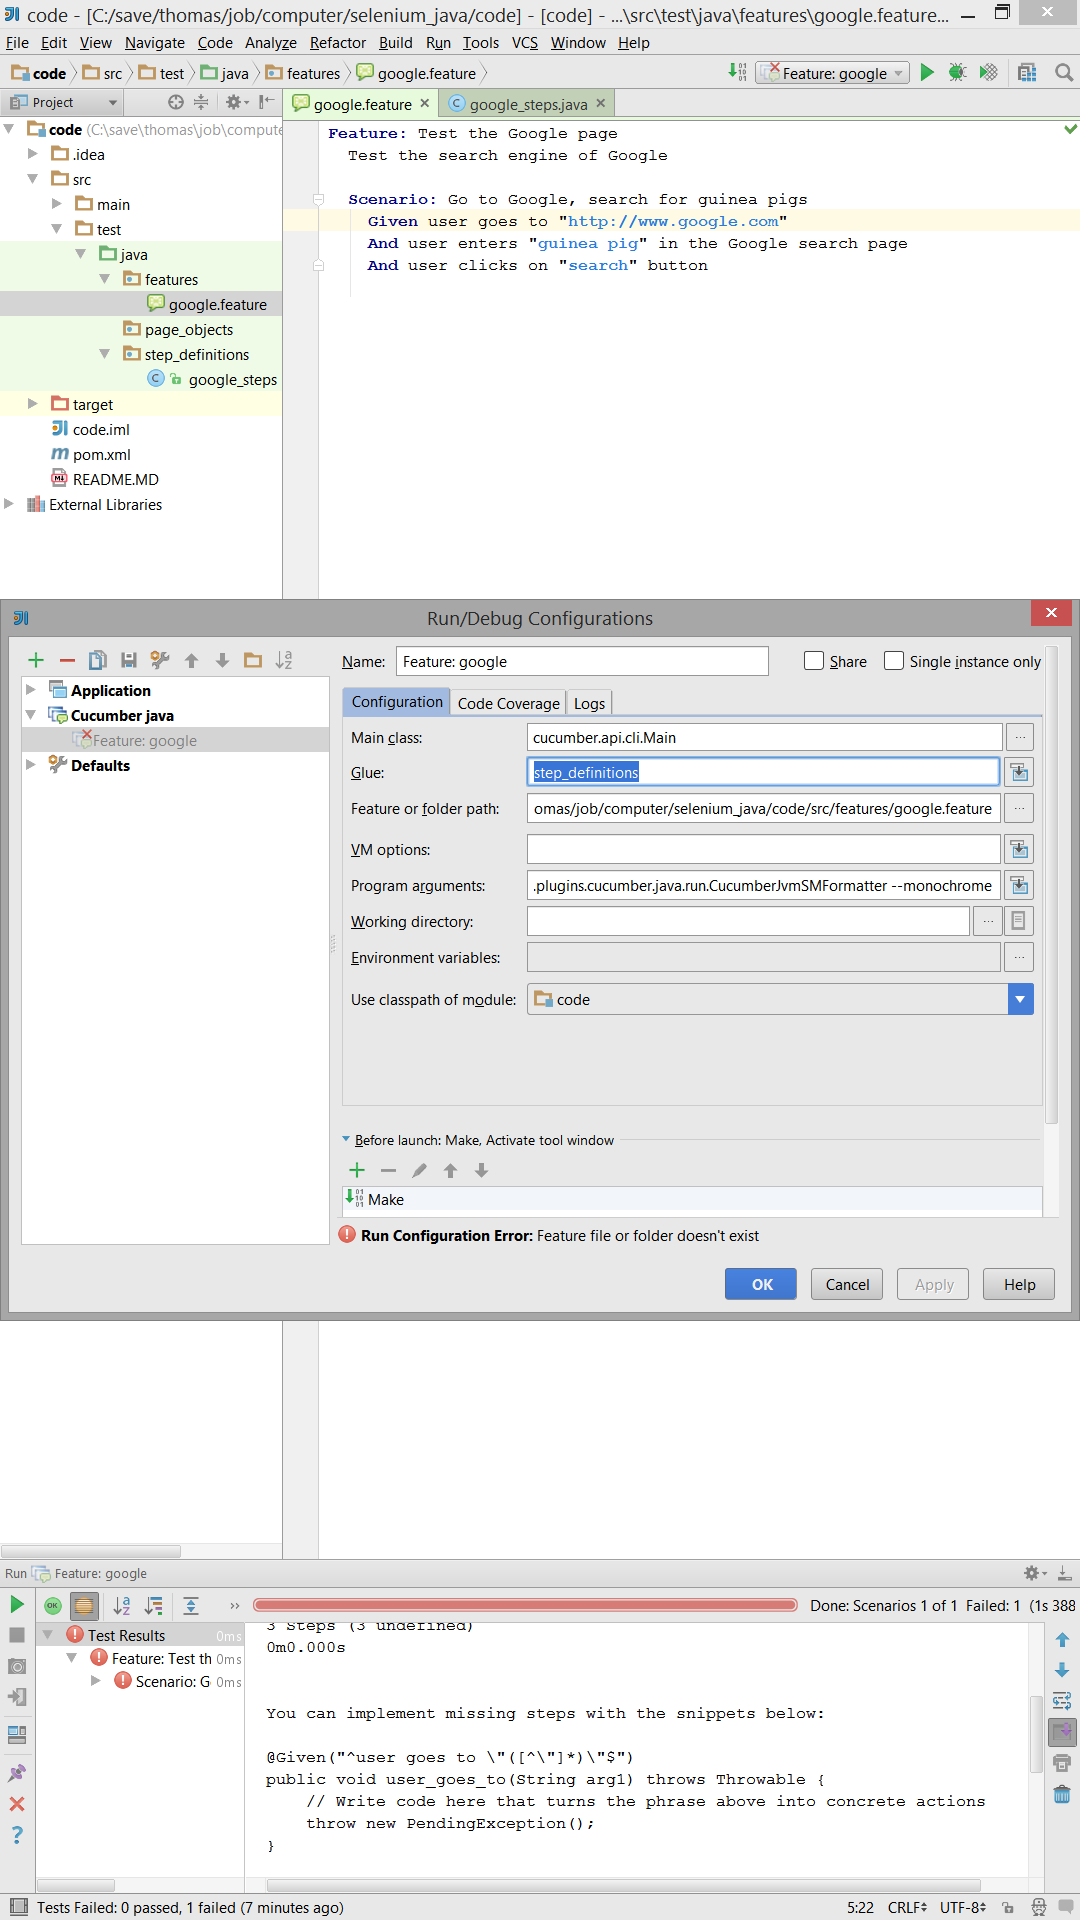 code - [C:/save/thomas/job/computer/selenium_java/code] - [code] - ...\src\test\java\features\google.feature...
File Edit View Navigate Code Analyze Refactor Build Run Tools VCS Window Help
code src test java features google.feature
Feature: google
Project
google.feature
google_steps.java
code (C:\save\thomas\job\compute
.idea
src
main
test
java
features
google.feature
page_objects
step_definitions
google_steps
target
code.iml
pom.xml
README.MD
External Libraries
Feature: Test the Google page
Test the search engine of Google
Scenario: Go to Google, search for guinea pigs
Given user goes to "http://www.google.com"
And user enters "guinea pig" in the Google search page
And user clicks on "search" button
Run/Debug Configurations
Application
Cucumber java
Feature: google
Defaults
Name: Feature: google
Share
Single instance only
Configuration Code Coverage Logs
Main class: cucumber.api.cli.Main
Glue: step_definitions
Feature or folder path: omas/job/computer/selenium_java/code/src/features/google.feature
VM options:
Program arguments: .plugins.cucumber.java.run.CucumberJvmSMFormatter --monochrome
Working directory:
Environment variables:
Use classpath of module: code
Before launch: Make, Activate tool window
Make
Run Configuration Error: Feature file or folder doesn't exist
OK Cancel Apply Help
Run Feature: google
Done: Scenarios 1 of 1 Failed: 1 (1s 388
Test Results 0ms
Feature: Test th 0ms
Scenario: G 0ms
3 Steps (3 undefined)
0m0.000s
You can implement missing steps with the snippets below:
@Given("^user goes to \"([^\"]*)\"$")
public void user_goes_to(String arg1) throws Throwable {
// Write code here that turns the phrase above into concrete actions
throw new PendingException();
}
Tests Failed: 0 passed, 1 failed (7 minutes ago)
5:22 CRLF UTF-8